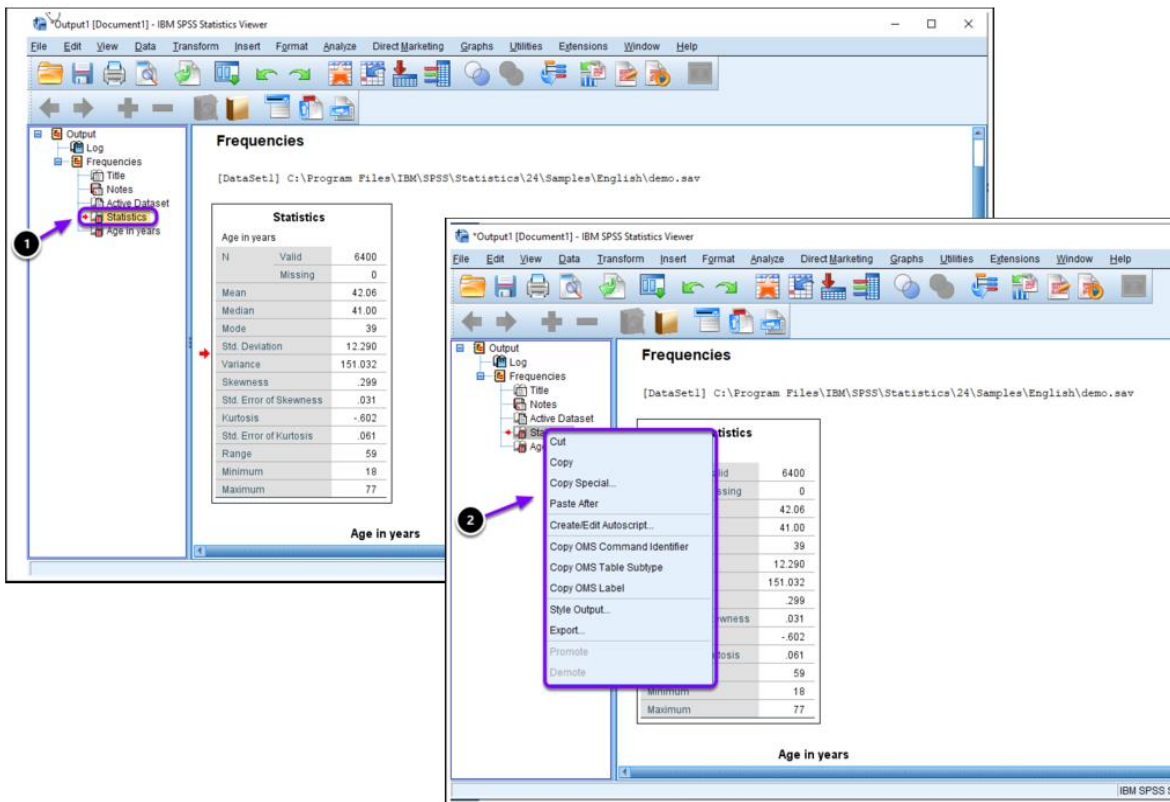 *Output1 [Document1] - IBM SPSS Statistics Viewer
File Edit View Data Transform Insert Format Analyze Direct Marketing Graphs Utilities Extensions Window Help
Output
Log
Frequencies
Title
Notes
Active Dataset
Statistics
Age in years
1
Frequencies
[DataSet1] C:\Program Files\IBM\SPSS\Statistics\24\Samples\English\demo.sav
Statistics
Age in years
N Valid 6400
Missing 0
Mean 42.06
Median 41.00
Mode 39
Std. Deviation 12.290
Variance 151.032
Skewness .299
Std. Error of Skewness .031
Kurtosis -.602
Std. Error of Kurtosis .061
Range 59
Minimum 18
Maximum 77
Age in years
*Output1 [Document1] - IBM SPSS Statistics Viewer
File Edit View Data Transform Insert Format Analyze Direct Marketing Graphs Utilities Extensions Window Help
Output
Log
Frequencies
Title
Notes
Active Dataset
Sta
Ag
2
Cut
Copy
Copy Special...
Paste After
Create/Edit Autoscript...
Copy OMS Command Identifier
Copy OMS Table Subtype
Copy OMS Label
Style Output...
Export...
Promote
Demote
Frequencies
[DataSet1] C:\Program Files\IBM\SPSS\Statistics\24\Samples\English\demo.sav
tistics
lid 6400
ssing 0
42.06
41.00
39
12.290
151.032
.299
ewness .031
-.602
tosis .061
59
Minimum 18
Maximum 77
Age in years
IBM SPSS S